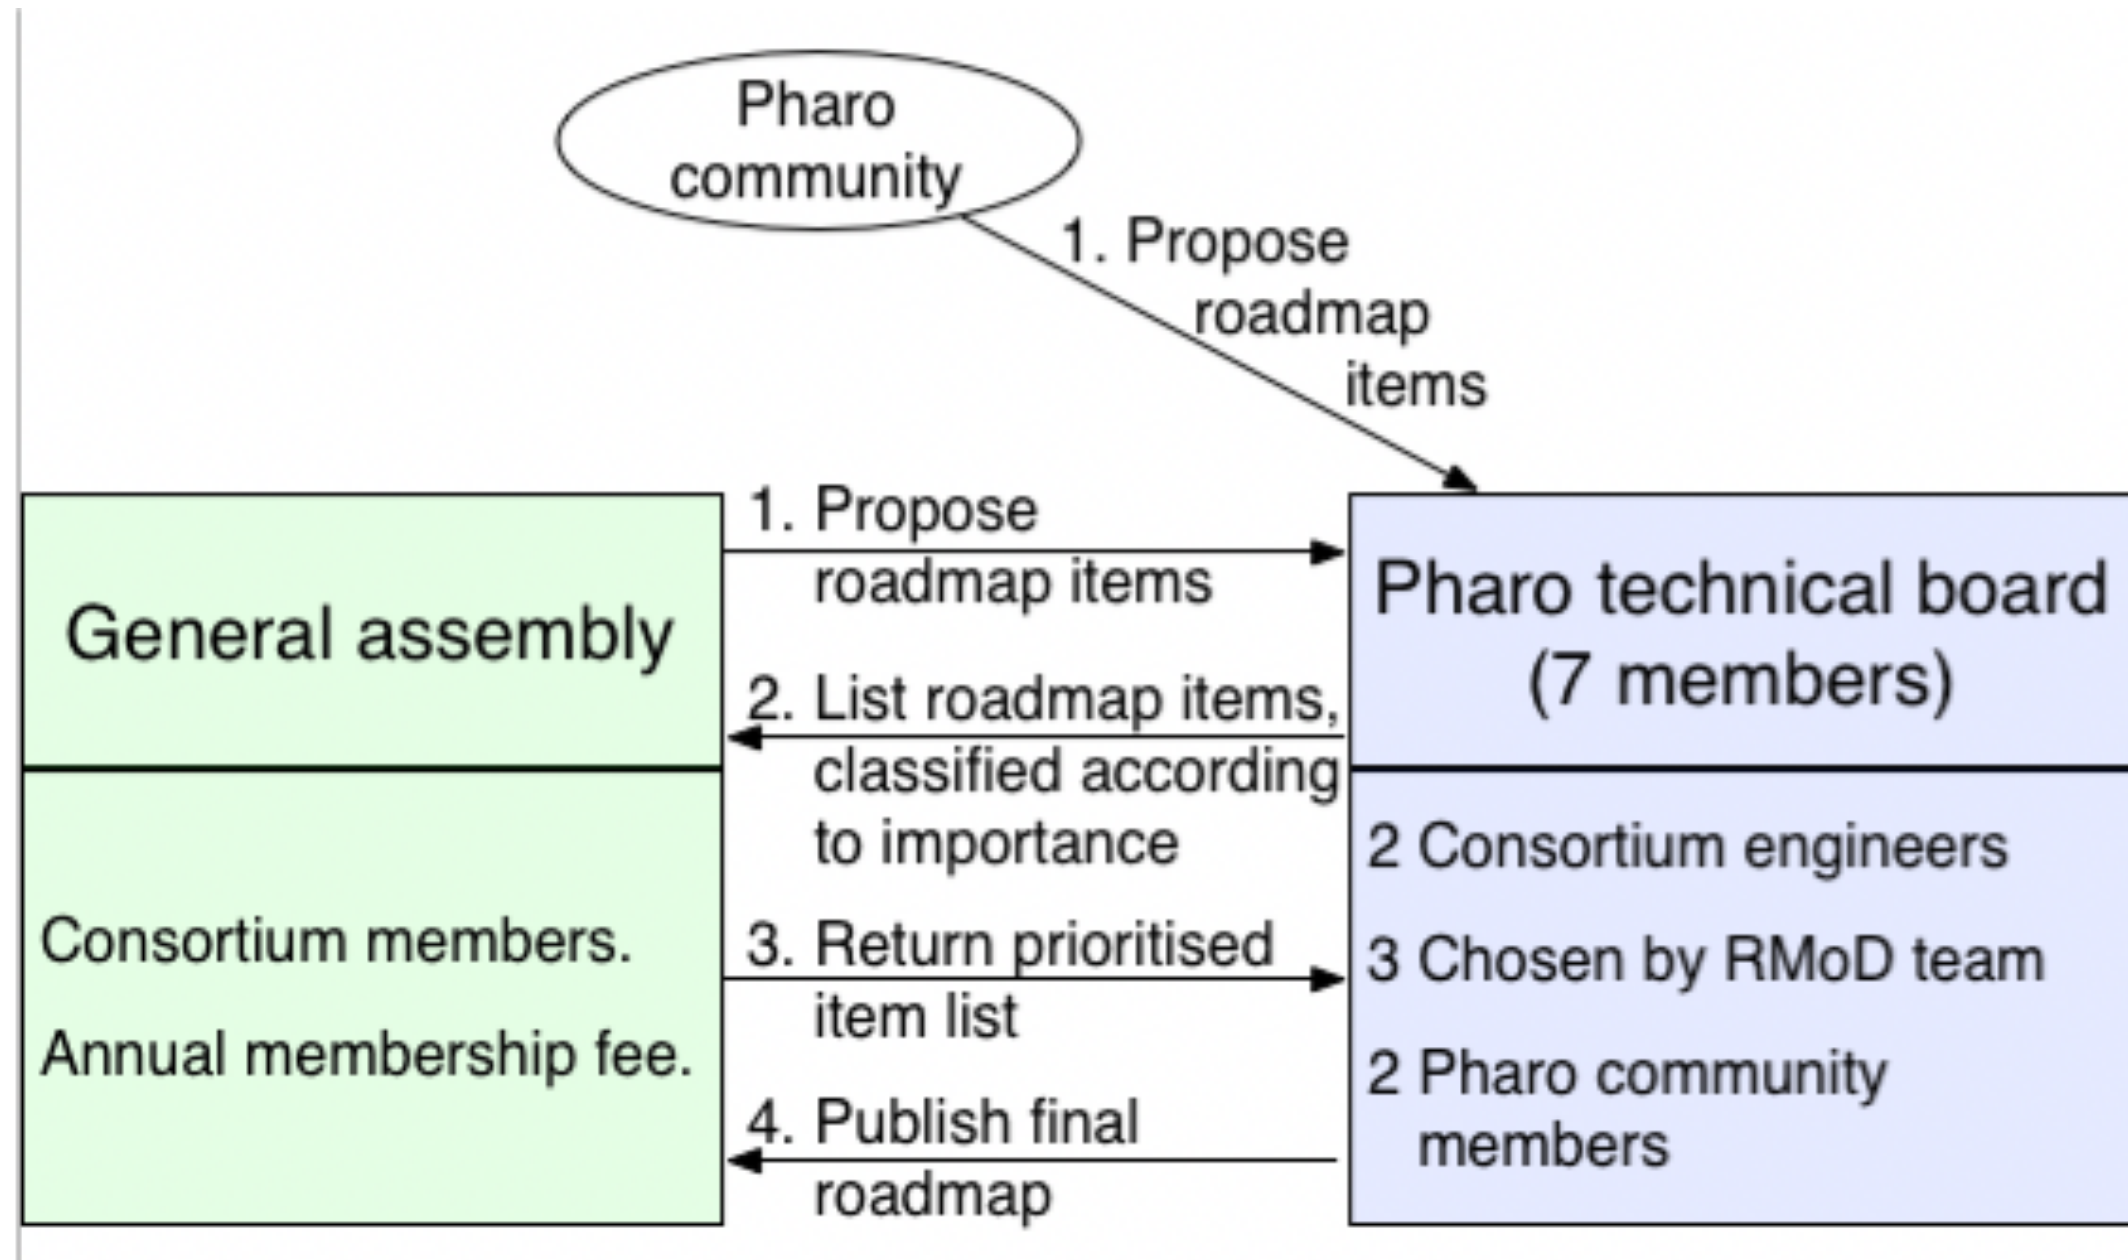 Pharo
community
1. Propose
roadmap
items
General assembly
Consortium members.
Annual membership fee.
1. Propose
roadmap items
2. List roadmap items,
classified according
to importance
3. Return prioritised
item list
4. Publish final
roadmap
Pharo technical board
(7 members)
2 Consortium engineers
3 Chosen by RMoD team
2 Pharo community
members